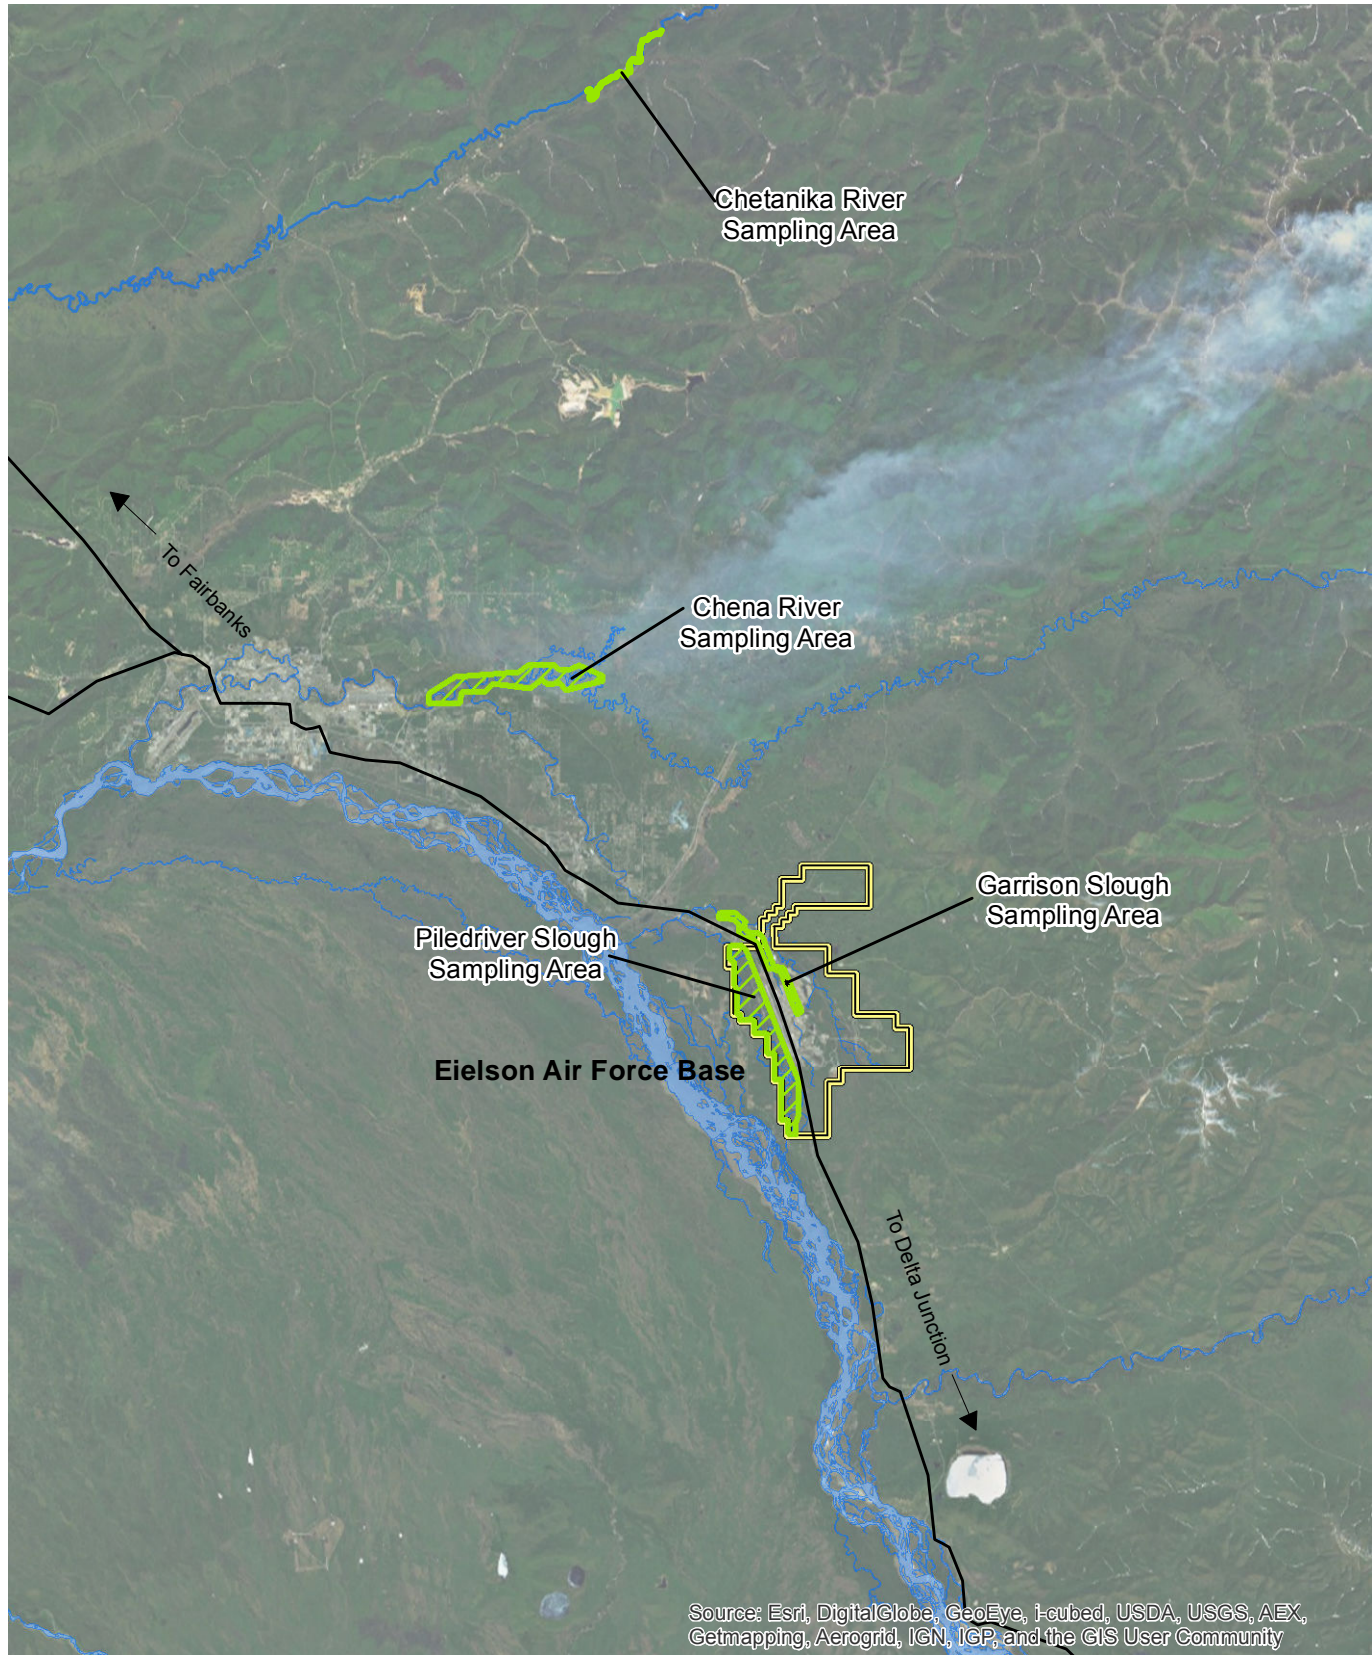 Chetanika River
Sampling Area
To Fairbanks
Chena River
Sampling Area
Garrison Slough
Sampling Area
Piledriver Slough
Sampling Area
Eielson Air Force Base
To Delta Junction
Source: Esri, DigitalGlobe, GeoEye, i-cubed, USDA, USGS, AEX,
Getmapping, Aerogrid, IGN, IGP, and the GIS User Community